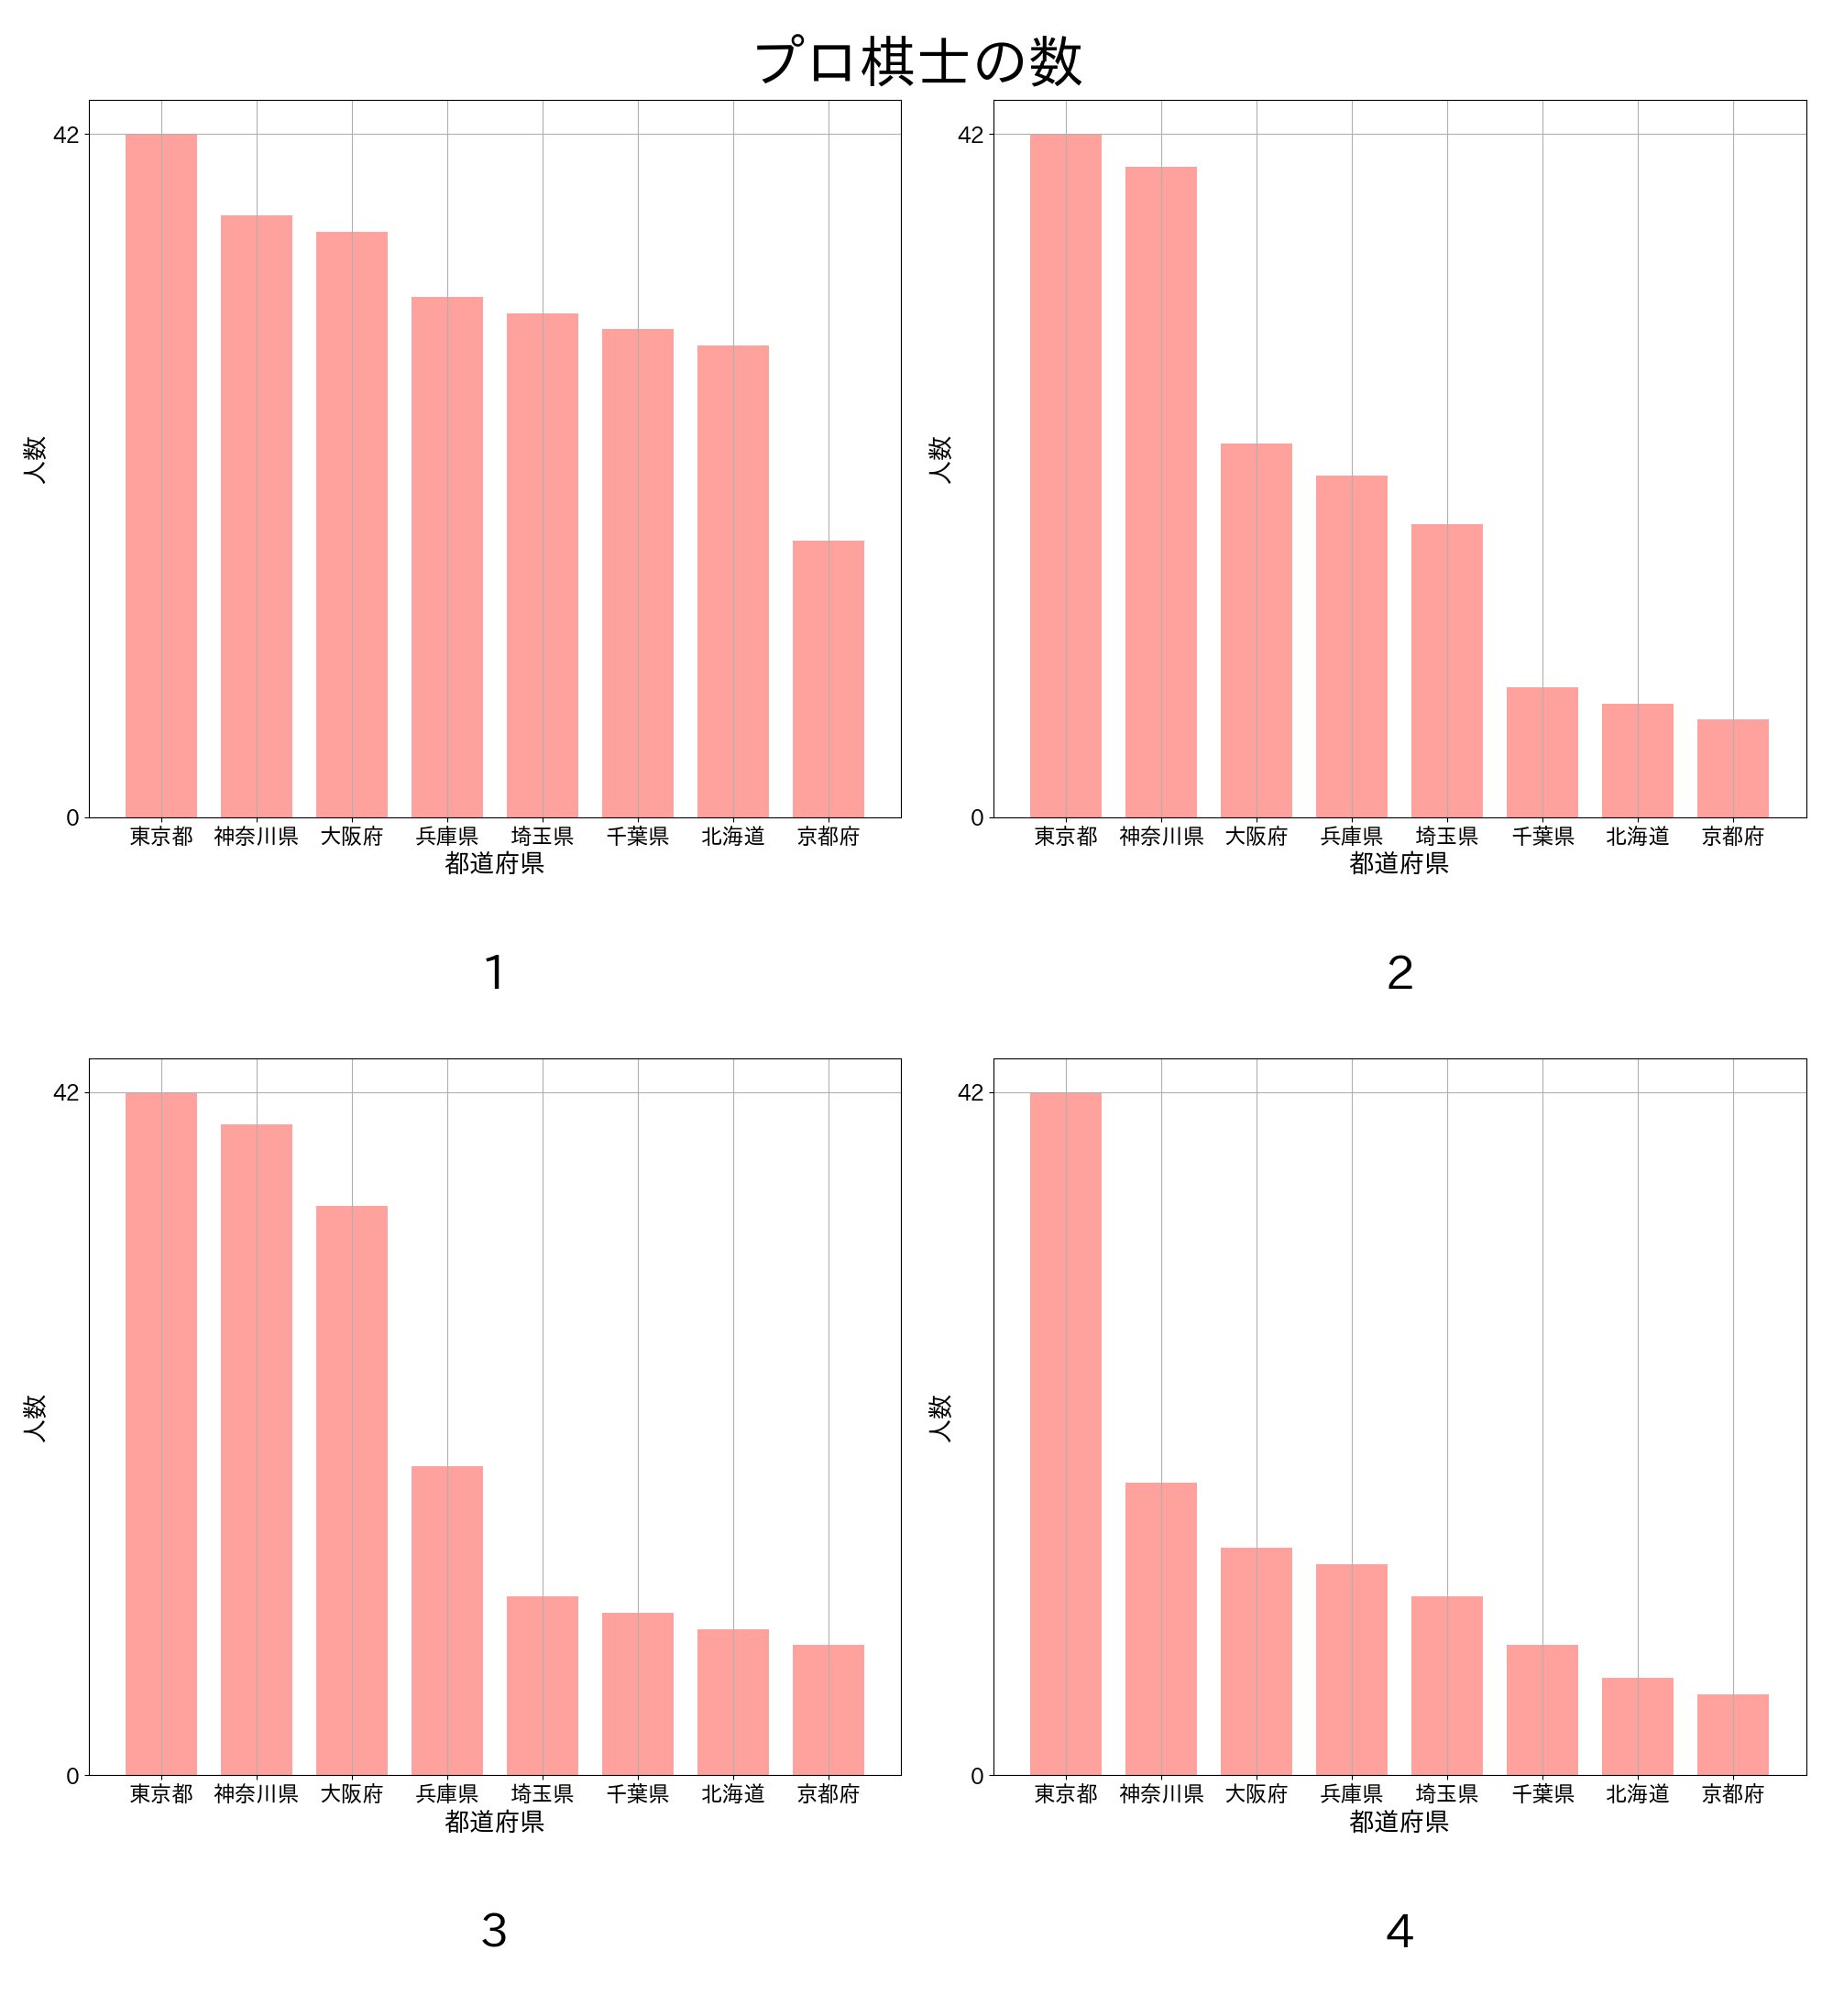 プロ棋士の数
42
0
人数
東京都 神奈川県 大阪府 兵庫県 埼玉県 千葉県 北海道 京都府
都道府県
1
42
0
人数
東京都 神奈川県 大阪府 兵庫県 埼玉県 千葉県 北海道 京都府
都道府県
2
42
0
人数
東京都 神奈川県 大阪府 兵庫県 埼玉県 千葉県 北海道 京都府
都道府県
3
42
0
人数
東京都 神奈川県 大阪府 兵庫県 埼玉県 千葉県 北海道 京都府
都道府県
4